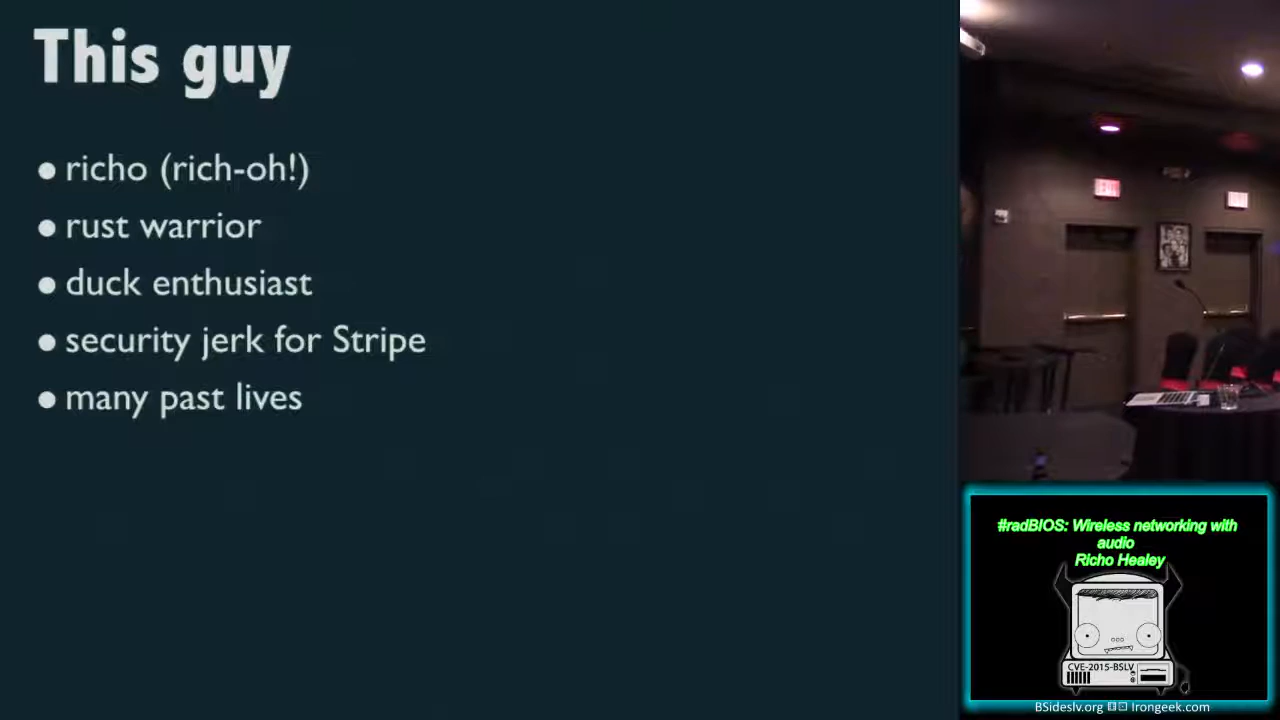 This guy
● richo (rich-oh!)
● rust warrior
● duck enthusiast
● security jerk for Stripe
● many past lives
EXIT
#radBIOS: Wireless networking with
audio
Richo Healey
CVE-2015-BSLV
BSideslv.org ⚅⚀ Irongeek.com